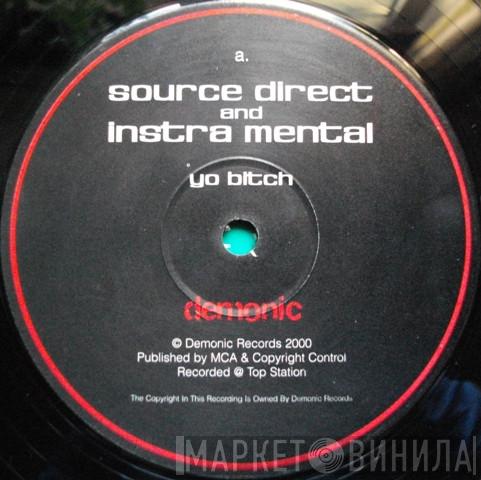 a.
source direct
and
instra mental
yo bitch
demonic
© Demonic Records 2000
Published by MCA & Copyright Control
Recorded @ Top Station
The Copyright In This Recording Is Owned By Demonic Records
МАРКЕТ ВИНИЛА